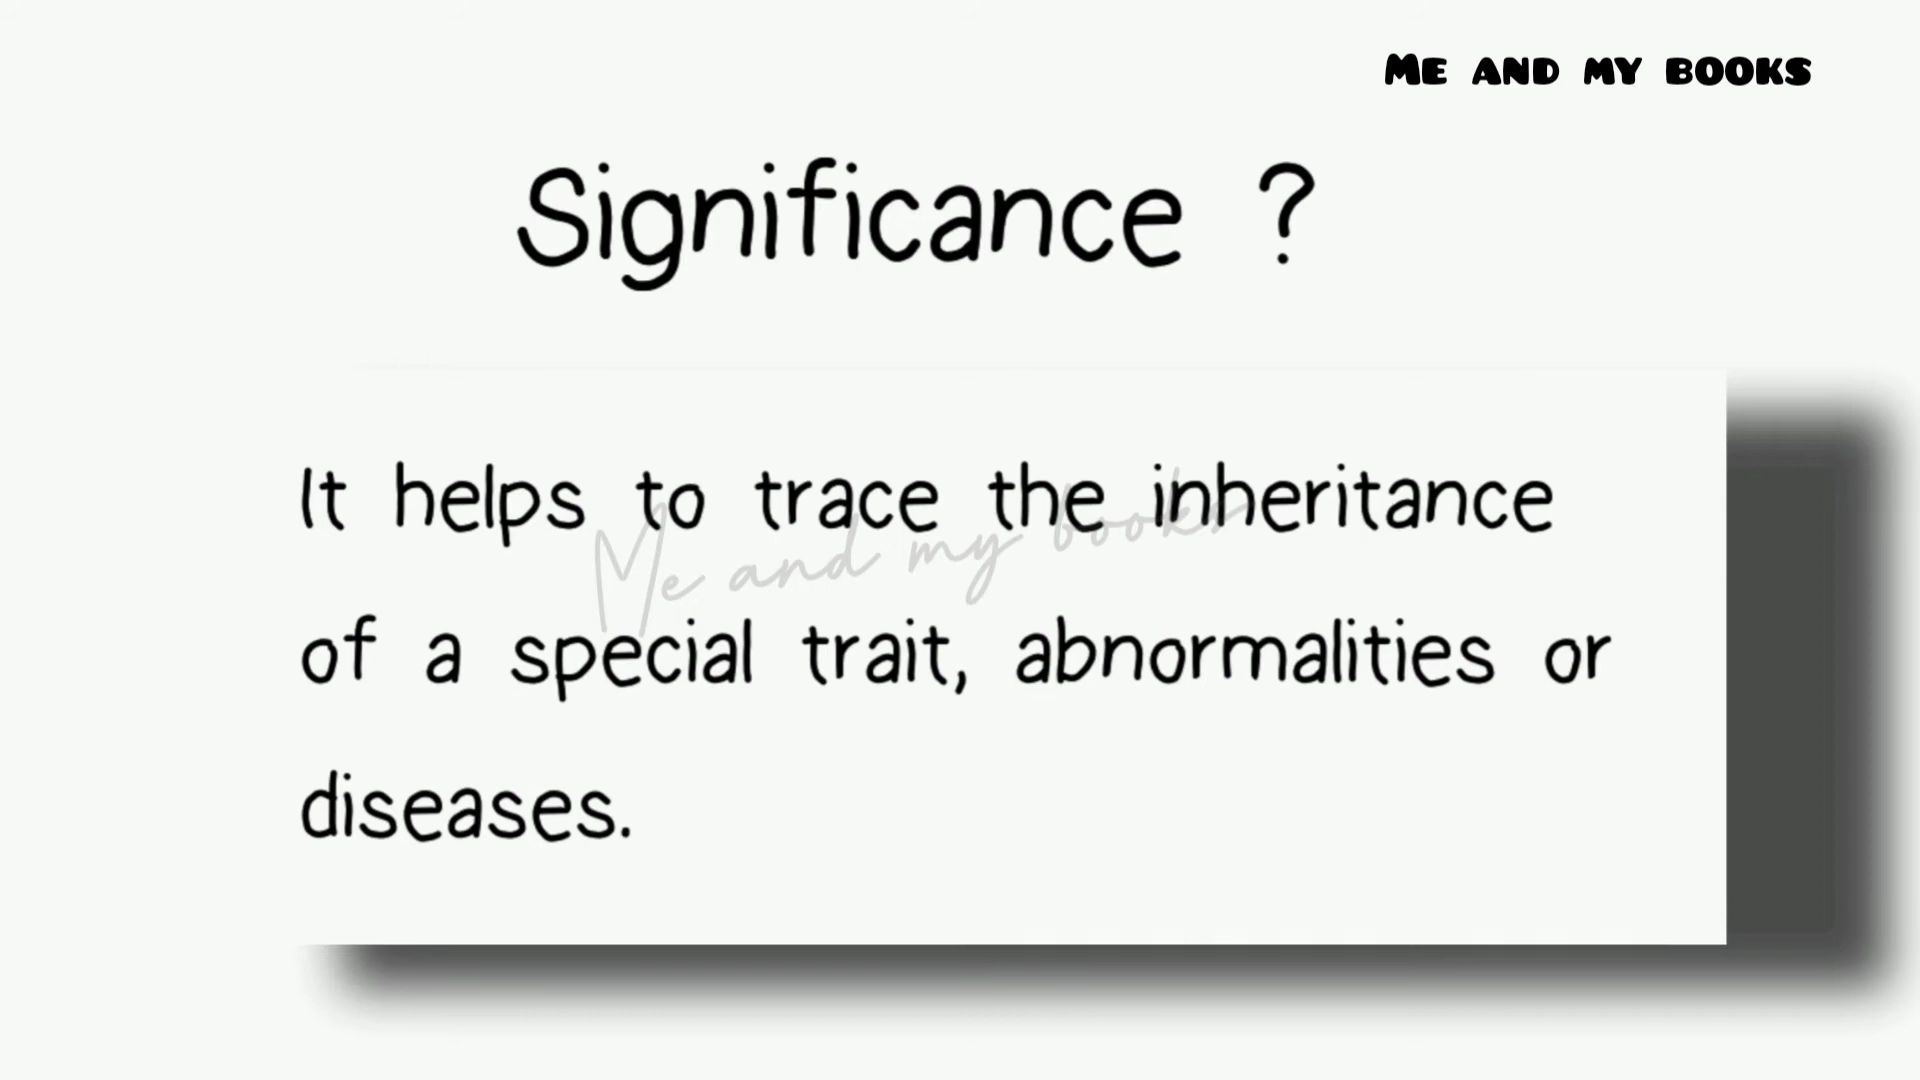 Me and my books
Significance ?
It helps to trace the inheritance
Me and my books
of a special trait, abnormalities or
diseases.